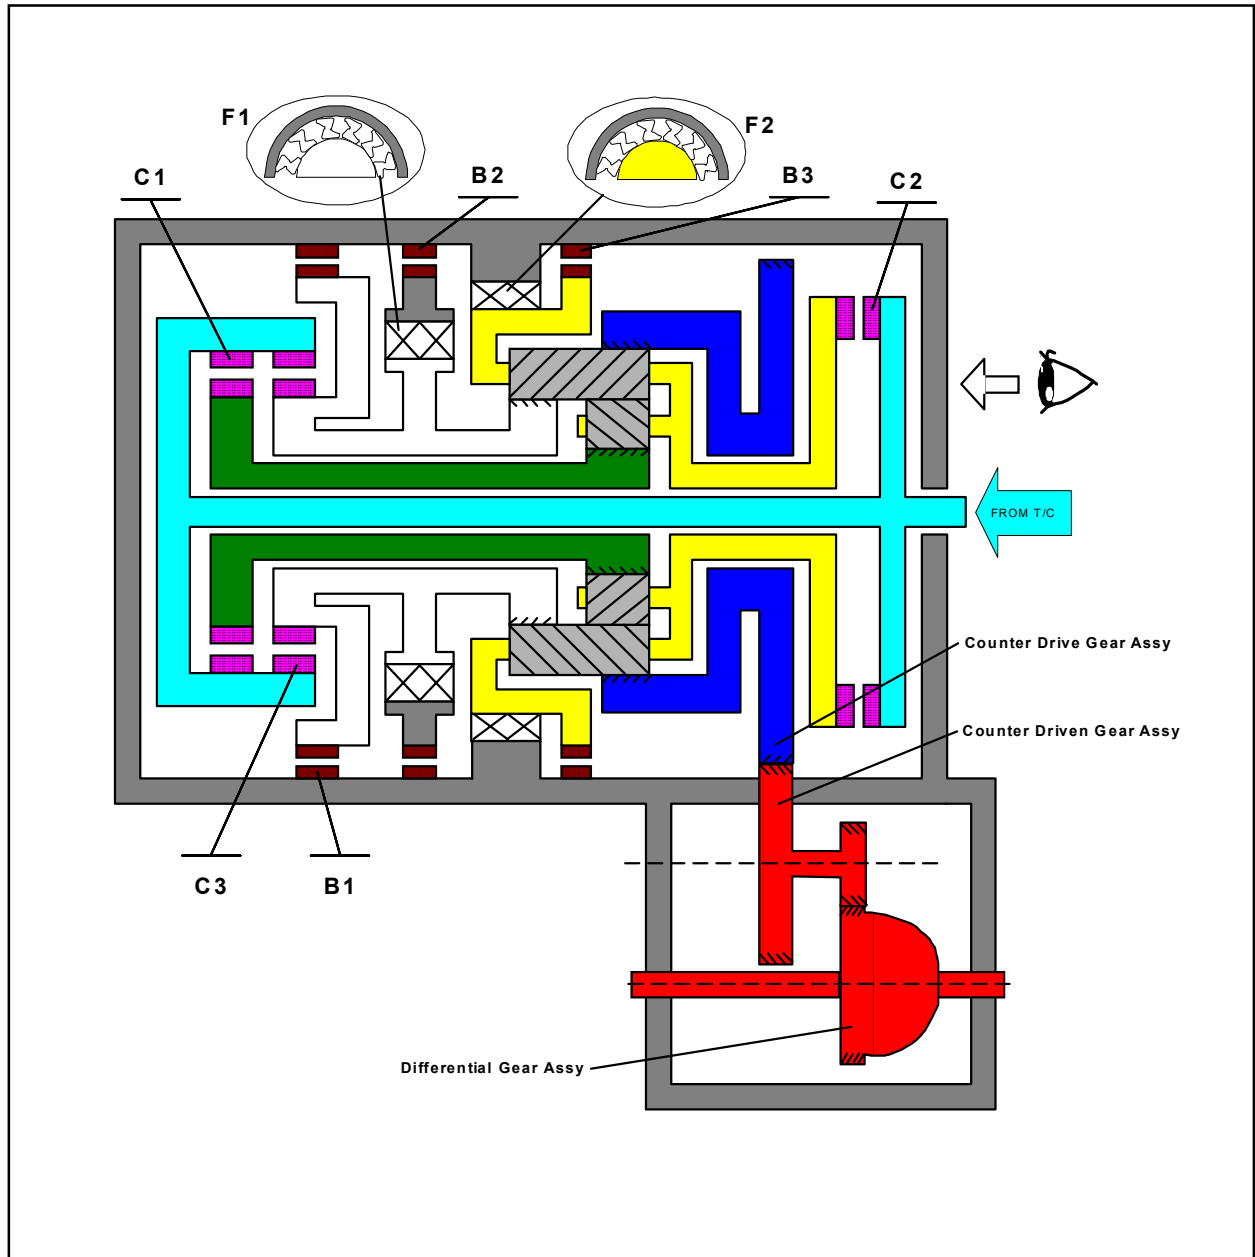 F1
F2
C1
B2
B3
C2
FROM T/C
Counter Drive Gear Assy
Counter Driven Gear Assy
C3
B1
Differential Gear Assy